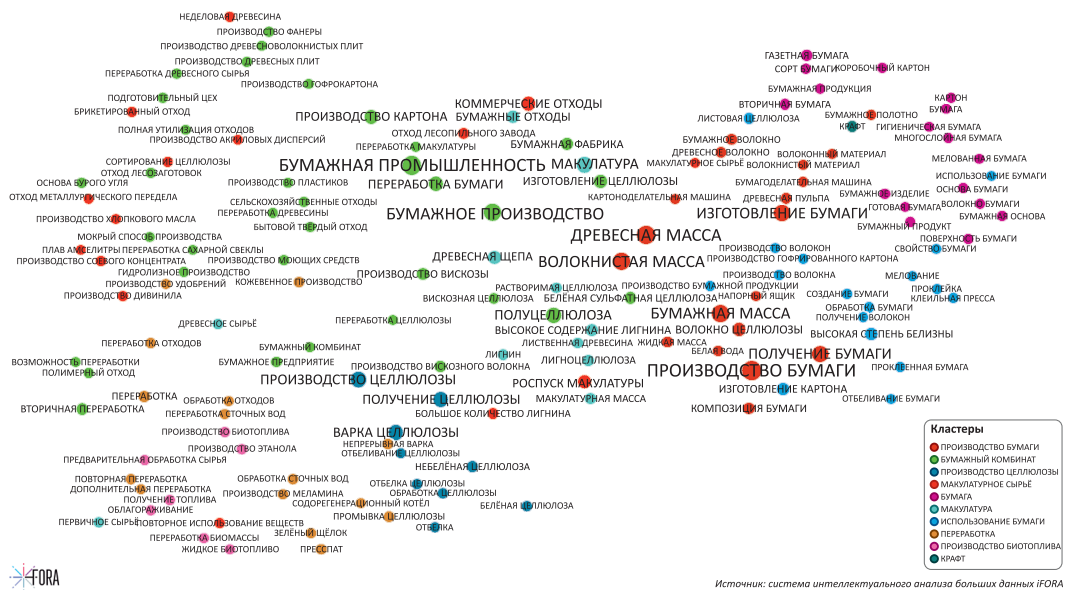 НЕДЕЛОВАЯ ДРЕВЕСИНА
ПРОИЗВОДСТВО ФАНЕРЫ
ПРОИЗВОДСТВО ДРЕВЕСНОВОЛОКНИСТЫХ ПЛИТ
ПРОИЗВОДСТВО ДРЕВЕСНЫХ ПЛИТ
ПЕРЕРАБОТКА ДРЕВЕСНОГО СЫРЬЯ
ПРОИЗВОДСТВО ГОФРОКАРТОНА
ПОДГОТОВИТЕЛЬНЫЙ ЦЕХ
БРИКЕТИРОВАННЫЙ ОТХОД
ПОЛНАЯ УТИЛИЗАЦИЯ ОТХОДОВ
ПРОИЗВОДСТВО АКРИЛОВЫХ ДИСПЕРСИЙ
СОРТИРОВАНИЕ ЦЕЛЛЮЛОЗЫ
ОТХОД ЛЕСОЗАГОТОВОК
ОСНОВА БУРОГО УГЛЯ
ОТХОД МЕТАЛЛУРГИЧЕСКОГО ПЕРЕДЕЛА
ПРОИЗВОДСТВО ПЛАСТИКОВ
СЕЛЬСКОХОЗЯЙСТВЕННЫЕ ОТХОДЫ
ПЕРЕРАБОТКА ДРЕВЕСИНЫ
ПРОИЗВОДСТВО ХЛОПКОВОГО МАСЛА
БЫТОВОЙ ТВЕРДЫЙ ОТХОД
МОКРЫЙ СПОСОБ ПРОИЗВОДСТВА
ПЛАВ АМСЕЛИТРЫ ПЕРЕРАБОТКА САХАРНОЙ СВЕКЛЫ
ПРОИЗВОДСТВО СОЕВОГО КОНЦЕНТРАТА
ПРОИЗВОДСТВО МОЮЩИХ СРЕДСТВ
ГИДРОЛИЗНОЕ ПРОИЗВОДСТВО
ПРОИЗВОДСТВО УДОБРЕНИЙ
КОЖЕВЕННОЕ ПРОИЗВОДСТВО
ПРОИЗВОДСТВО ДИВИНИЛА
ДРЕВЕСНОЕ СЫРЬЁ
ПЕРЕРАБОТКА ЦЕЛЛЮЛОЗЫ
ПЕРЕРАБОТКА ОТХОДОВ
БУМАЖНЫЙ КОМБИНАТ
ВОЗМОЖНОСТЬ ПЕРЕРАБОТКИ
БУМАЖНОЕ ПРЕДПРИЯТИЕ
ПОЛИМЕРНЫЙ ОТХОД
ПЕРЕРАБОТКА
ОБРАБОТКА ОТХОДОВ
ВТОРИЧНАЯ ПЕРЕРАБОТКА
ПЕРЕРАБОТКА СТОЧНЫХ ВОД
ПРОИЗВОДСТВО БИОТОПЛИВА
ПРОИЗВОДСТВО ЭТАНОЛА
ПРЕДВАРИТЕЛЬНАЯ ОБРАБОТКА СЫРЬЯ
ПОВТОРНАЯ ПЕРЕРАБОТКА
ОБРАБОТКА СТОЧНЫХ ВОД
ДОПОЛНИТЕЛЬНАЯ ПЕРЕРАБОТКА
ПРОИЗВОДСТВО МЕЛАМИНА
ПОЛУЧЕНИЕ ТОПЛИВА
ОБЛАГОРАЖИВАНИЕ
СОДОРЕГЕНЕРАЦИОННЫЙ КОТЁЛ
ПЕРВИЧНОЕ СЫРЬЁ
ПОВТОРНОЕ ИСПОЛЬЗОВАНИЕ ВЕЩЕСТВ
ПРОМЫВКА ЦЕЛЛЮЛОЗЫ
ЗЕЛЁНЫЙ ЩЁЛОК
ПЕРЕРАБОТКА БИОМАССЫ
ЖИДКОЕ БИОТОПЛИВО
ПРЕССПАТ
КОММЕРЧЕСКИЕ ОТХОДЫ
ПРОИЗВОДСТВО КАРТОНА
БУМАЖНЫЕ ОТХОДЫ
ОТХОД ЛЕСОПИЛЬНОГО ЗАВОДА
ПЕРЕРАБОТКА МАКУЛАТУРЫ
БУМАЖНАЯ ФАБРИКА
БУМАЖНАЯ ПРОМЫШЛЕННОСТЬ
МАКУЛАТУРА
ПЕРЕРАБОТКА БУМАГИ
ИЗГОТОВЛЕНИЕ ЦЕЛЛЮЛОЗЫ
КАРТОНОДЕЛАТЕЛЬНАЯ МАШИНА
БУМАЖНОЕ ПРОИЗВОДСТВО
ДРЕВЕСНАЯ МАССА
ДРЕВЕСНАЯ ЩЕПА
ВОЛОКНИСТАЯ МАССА
ПРОИЗВОДСТВО ВИСКОЗЫ
РАСТВОРИМАЯ ЦЕЛЛЮЛОЗА
ПРОИЗВОДСТВО БУМАЖНОЙ ПРОДУКЦИИ
ВИСКОЗНАЯ ЦЕЛЛЮЛОЗА
БЕЛЁНАЯ СУЛЬФАТНАЯ ЦЕЛЛЮЛОЗА
НАПОРНЫЙ ЯЩИК
ПОЛУЦЕЛЛЮЛОЗА
БУМАЖНАЯ МАССА
ВЫСОКОЕ СОДЕРЖАНИЕ ЛИГНИНА
ВОЛОКНО ЦЕЛЛЮЛОЗЫ
ЛИСТВЕННАЯ ДРЕВЕСИНА
ЖИДКАЯ МАССА
ЛИГНИН
ЛИГНОЦЕЛЛЮЛОЗА
БЕЛАЯ ВОДА
ПОЛУЧЕНИЕ БУМАГИ
ПРОИЗВОДСТВО ВИСКОЗНОГО ВОЛОКНА
ПРОИЗВОДСТВО БУМАГИ
ПРОИЗВОДСТВО ЦЕЛЛЮЛОЗЫ
РОСПУСК МАКУЛАТУРЫ
ИЗГОТОВЛЕНИЕ КАРТОНА
ПОЛУЧЕНИЕ ЦЕЛЛЮЛОЗЫ
МАКУЛАТУРНАЯ МАССА
КОМПОЗИЦИЯ БУМАГИ
БОЛЬШОЕ КОЛИЧЕСТВО ЛИГНИНА
ВАРКА ЦЕЛЛЮЛОЗЫ
НЕПРЕРЫВНАЯ ВАРКА
ОТБЕЛИВАНИЕ ЦЕЛЛЮЛОЗЫ
НЕБЕЛЁНАЯ ЦЕЛЛЮЛОЗА
ОТБЕЛКА ЦЕЛЛЮЛОЗЫ
ОБРАБОТКА ЦЕЛЛЮЛОЗЫ
БЕЛЁНАЯ ЦЕЛЛЮЛОЗА
ОТБЕЛКА
ГАЗЕТНАЯ БУМАГА
СОРТ БУМАГИ
КОРОБОЧНЫЙ КАРТОН
БУМАЖНАЯ ПРОДУКЦИЯ
ВТОРИЧНАЯ БУМАГА
КАРТОН
БУМАГА
ЛИСТОВАЯ ЦЕЛЛЮЛОЗА
БУМАЖНОЕ ПОЛОТНО
КРАФТ
ГИГИЕНИЧЕСКАЯ БУМАГА
БУМАЖНОЕ ВОЛОКНО
МНОГОСЛОЙНАЯ БУМАГА
ДРЕВЕСНОЕ ВОЛОКНО
ВОЛОКОННЫЙ МАТЕРИАЛ
МАКУЛАТУРНОЕ СЫРЬЁ
ВОЛОКНИСТЫЙ МАТЕРИАЛ
МЕЛОВАННАЯ БУМАГА
ИСПОЛЬЗОВАНИЕ БУМАГИ
БУМАГОДЕЛАТЕЛЬНАЯ МАШИНА
ОСНОВА БУМАГИ
ДРЕВЕСНАЯ ПУЛЬПА
БУМАЖНОЕ ИЗДЕЛИЕ
ВОЛОКНО БУМАГИ
ИЗГОТОВЛЕНИЕ БУМАГИ
ГОТОВАЯ БУМАГА
БУМАЖНАЯ ОСНОВА
БУМАЖНЫЙ ПРОДУКТ
ПОВЕРХНОСТЬ БУМАГИ
ПРОИЗВОДСТВО ВОЛОКОН
СВОЙСТВО БУМАГИ
ПРОИЗВОДСТВО ГОФРИРОВАННОГО КАРТОНА
ПРОИЗВОДСТВО ВОЛОКНА
МЕЛОВАНИЕ
ПРОКЛЕЙКА
СОЗДАНИЕ БУМАГИ
КЛЕИЛЬНАЯ ПРЕССА
ОБРАБОТКА БУМАГИ
ПОЛУЧЕНИЕ ВОЛОКОН
ВЫСОКАЯ СТЕПЕНЬ БЕЛИЗНЫ
ПРОКЛЕЕННАЯ БУМАГА
ОТБЕЛИВАНИЕ БУМАГИ
Кластеры
ПРОИЗВОДСТВО БУМАГИ
БУМАЖНЫЙ КОМБИНАТ
ПРОИЗВОДСТВО ЦЕЛЛЮЛОЗЫ
МАКУЛАТУРНОЕ СЫРЬЁ
БУМАГА
МАКУЛАТУРА
ИСПОЛЬЗОВАНИЕ БУМАГИ
ПЕРЕРАБОТКА
ПРОИЗВОДСТВО БИОТОПЛИВА
КРАФТ
iFORA
Источник: система интеллектуального анализа больших данных iFORA